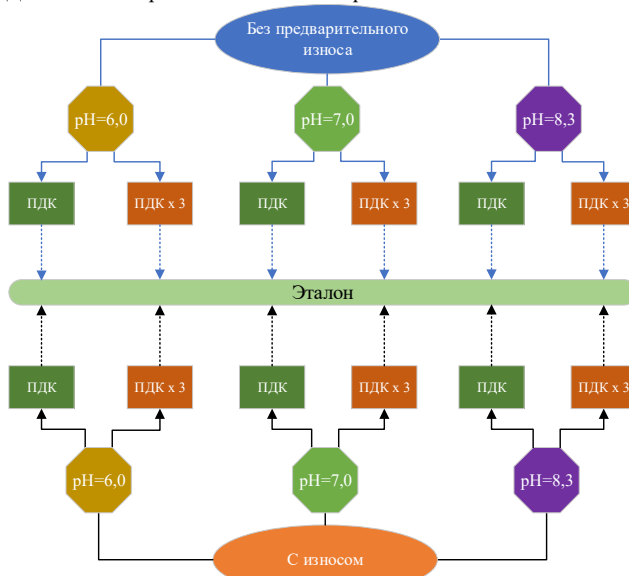 Без предварительного
износа
pH=6,0 pH=7,0 pH=8,3
ПДК ПДК х 3 ПДК ПДК х 3 ПДК ПДК х 3
Эталон
ПДК ПДК х 3 ПДК ПДК х 3 ПДК ПДК х 3
pH=6,0 pH=7,0 pH=8,3
С износом